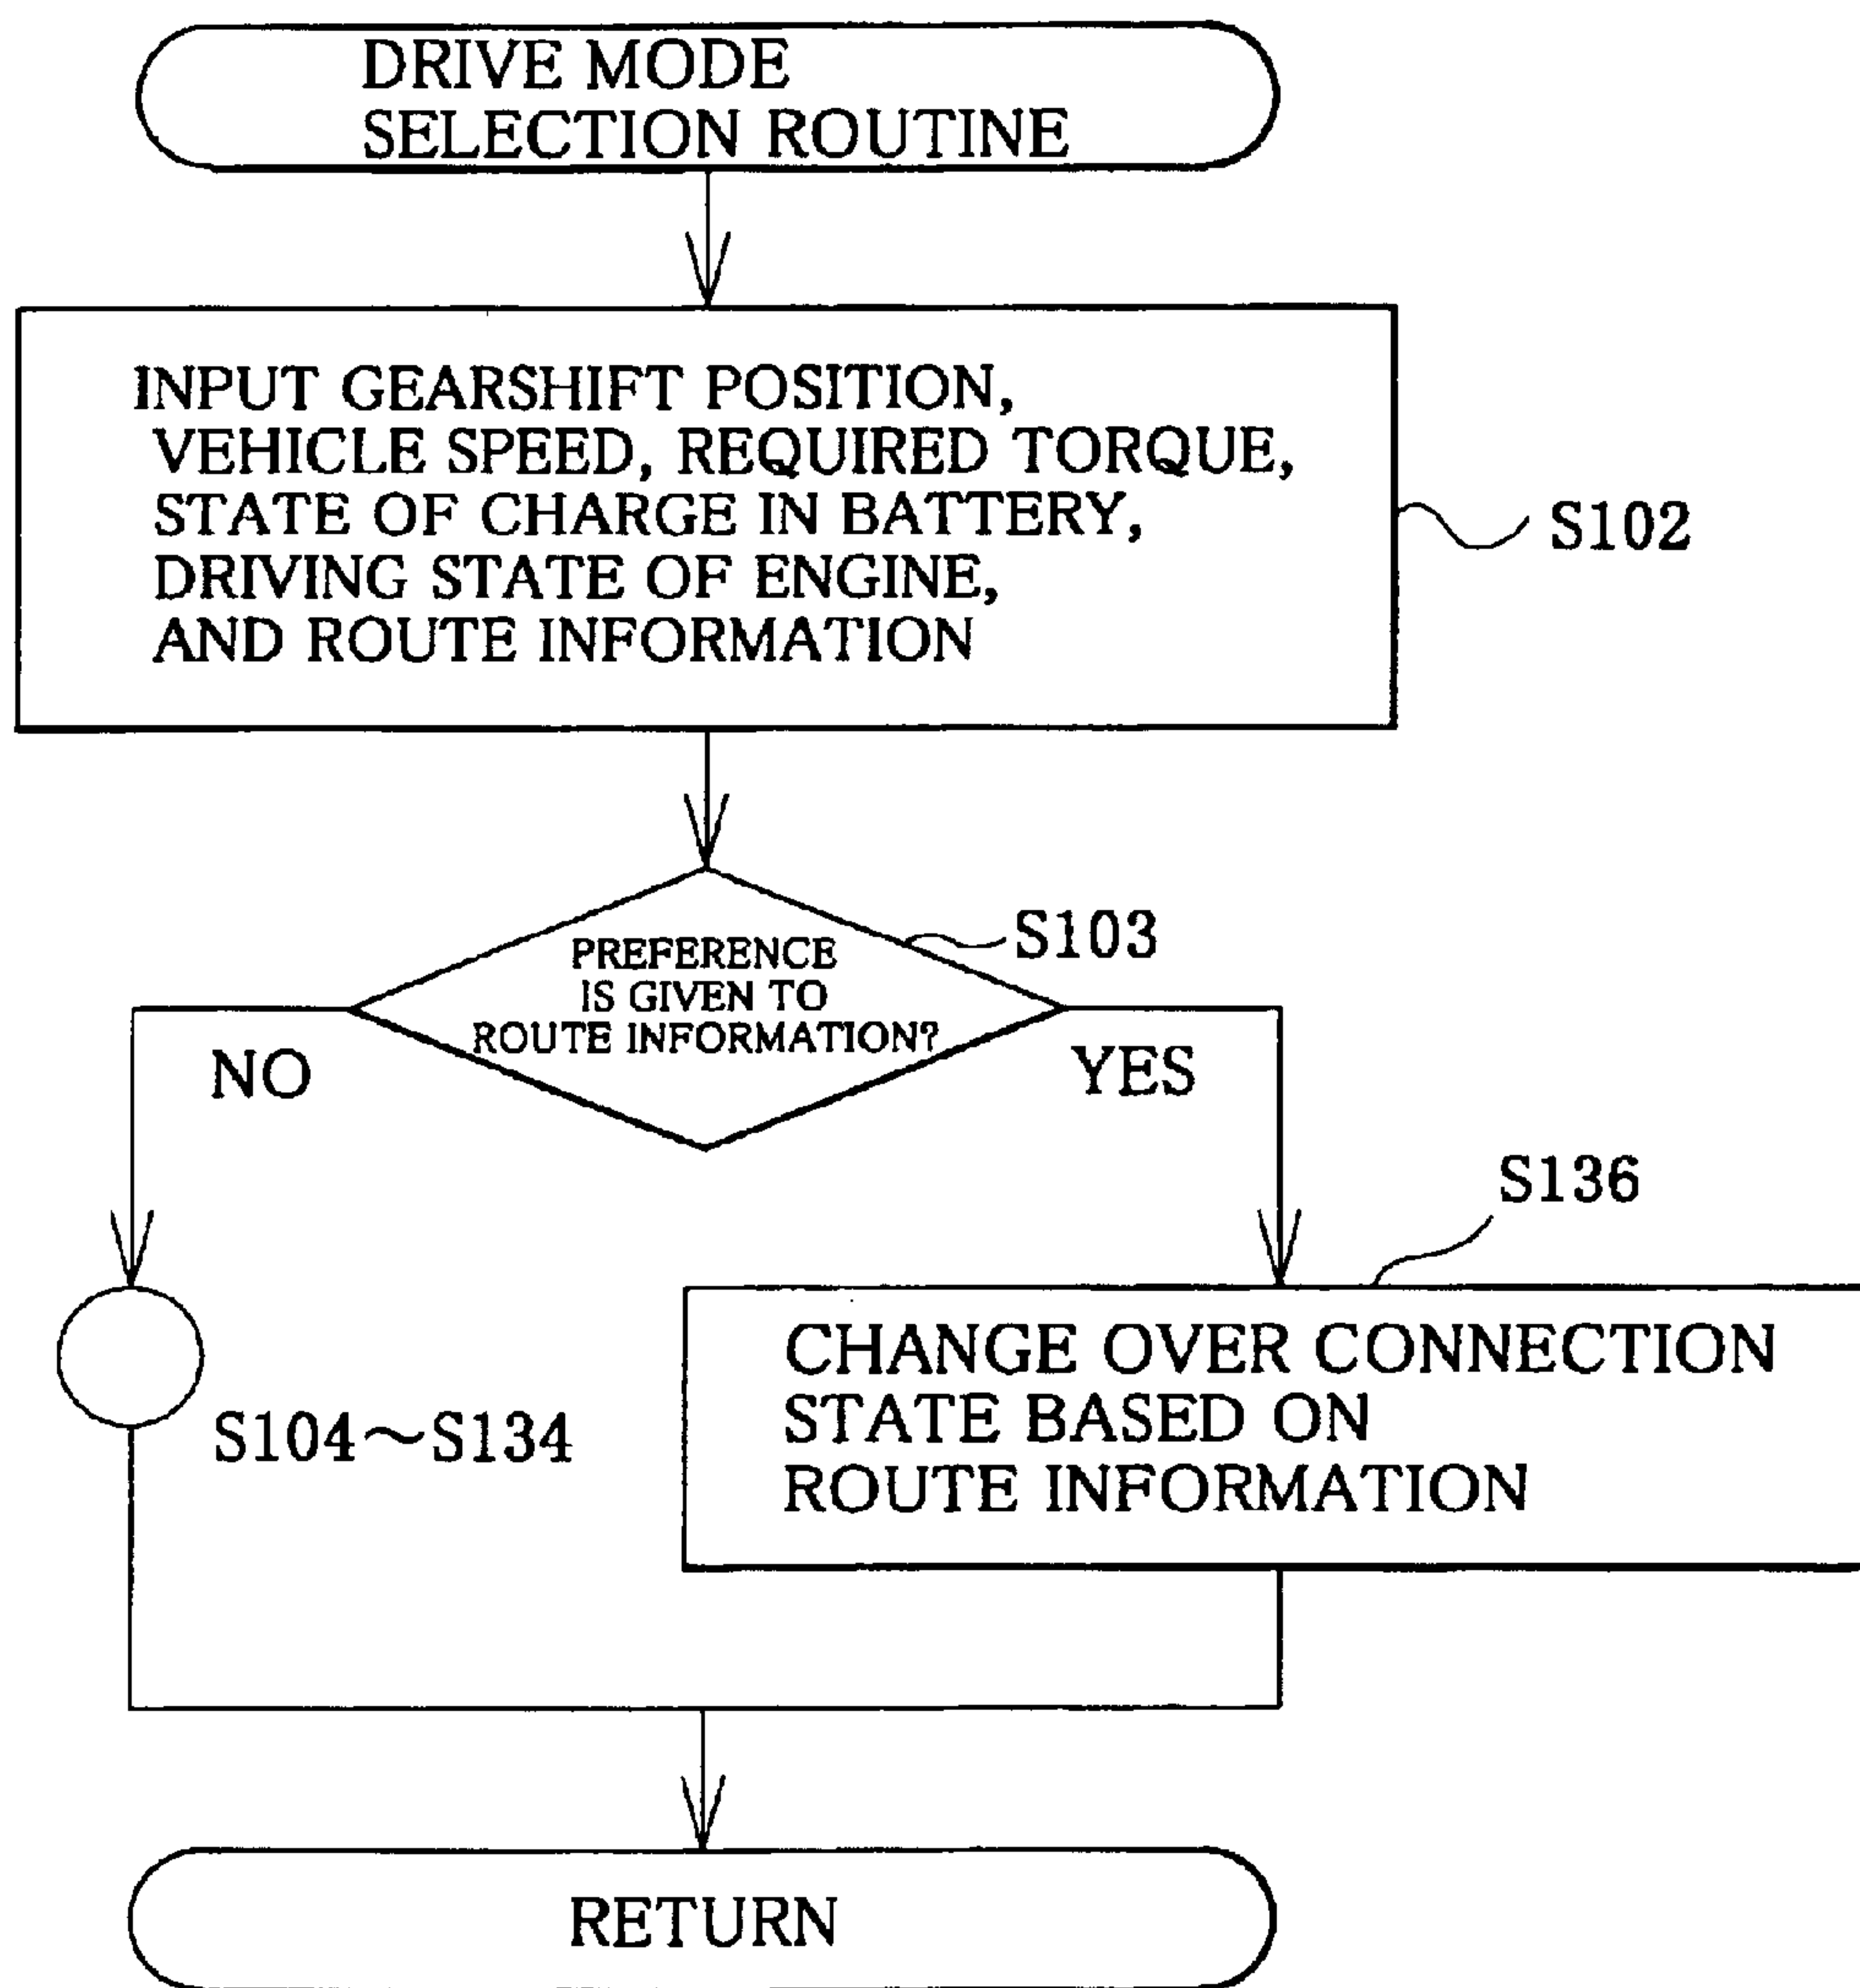 DRIVE MODE
SELECTION ROUTINE
INPUT GEARSHIFT POSITION,
VEHICLE SPEED, REQUIRED TORQUE,
STATE OF CHARGE IN BATTERY,
DRIVING STATE OF ENGINE,
AND ROUTE INFORMATION
S102
PREFERENCE
IS GIVEN TO
ROUTE INFORMATION?
S103
NO
YES
S136
S104~S134
CHANGE OVER CONNECTION
STATE BASED ON
ROUTE INFORMATION
RETURN